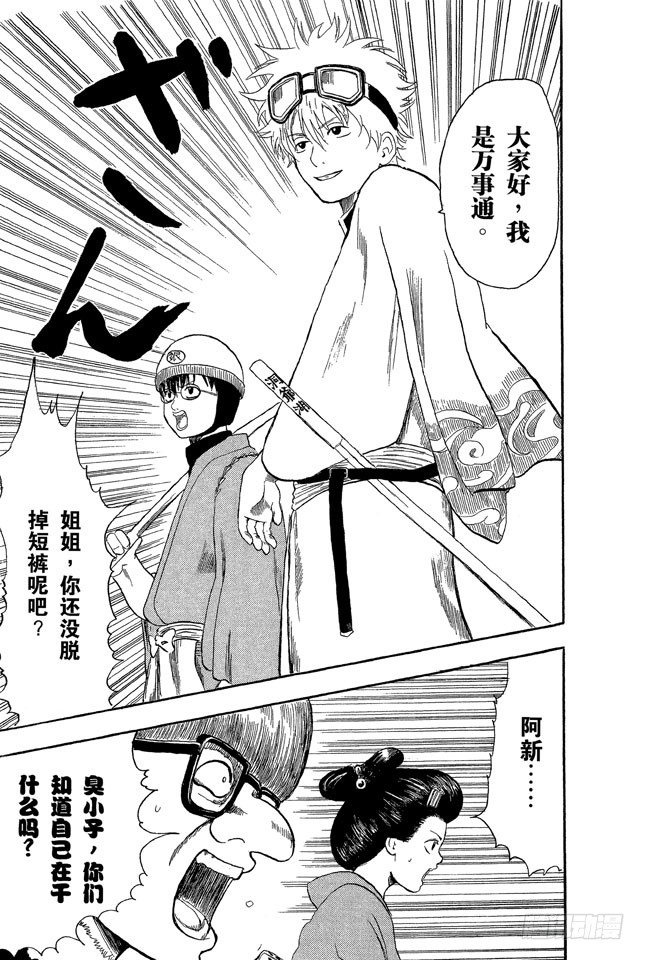 ザ
ーん
大家好，我
是万事通。
洞爺湖
姐姐，你还没脱
掉短裤呢吧？
阿新……
臭小子，你们
知道自己在干
什么吗？